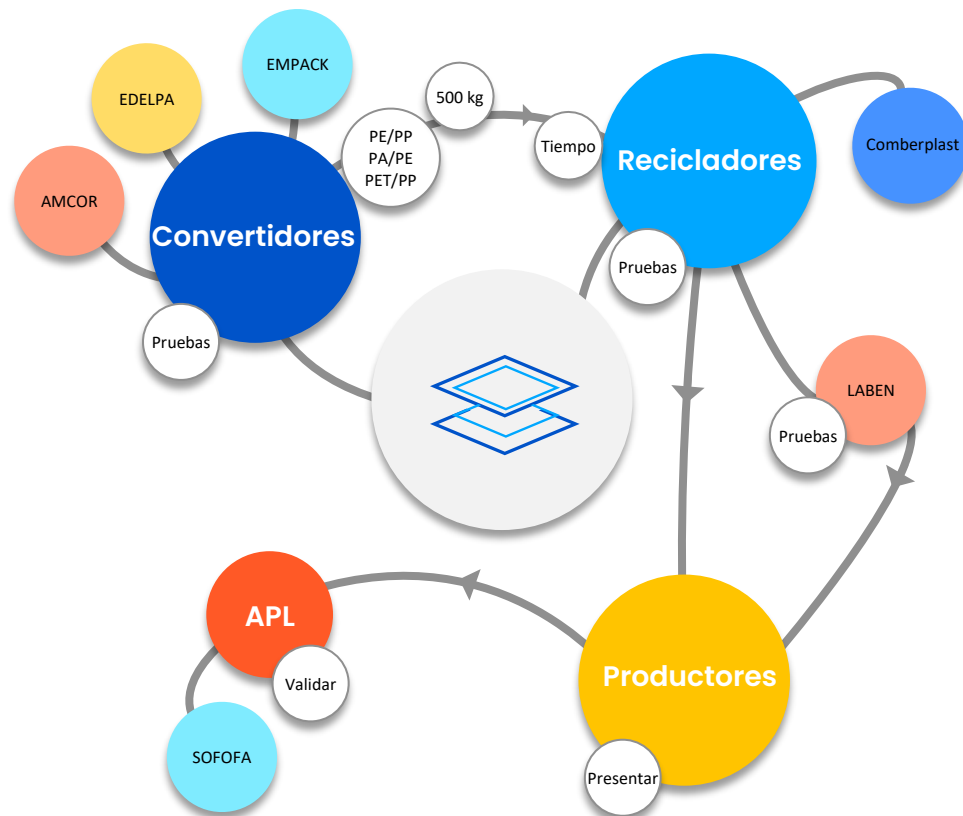 EMPACK
EDELPA
AMCOR
Convertidores
Pruebas
PE/PP
PA/PE
PET/PP
500 kg
Tiempo
Recicladores
Comberplast
Pruebas
LABEN
Pruebas
Productores
Presentar
APL
Validar
SOFOFA